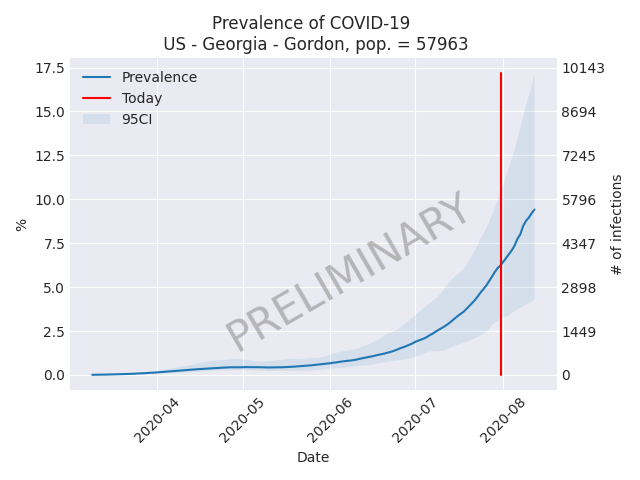 Prevalence of COVID-19
US - Georgia - Gordon, pop. = 57963
17.5
15.0
12.5
10.0
7.5
5.0
2.5
0.0
%
Prevalence
Today
95CI
PRELIMINARY
10143
8694
7245
5796
4347
2898
1449
0
# of infections
2020-04
2020-05
2020-06
2020-07
2020-08
Date